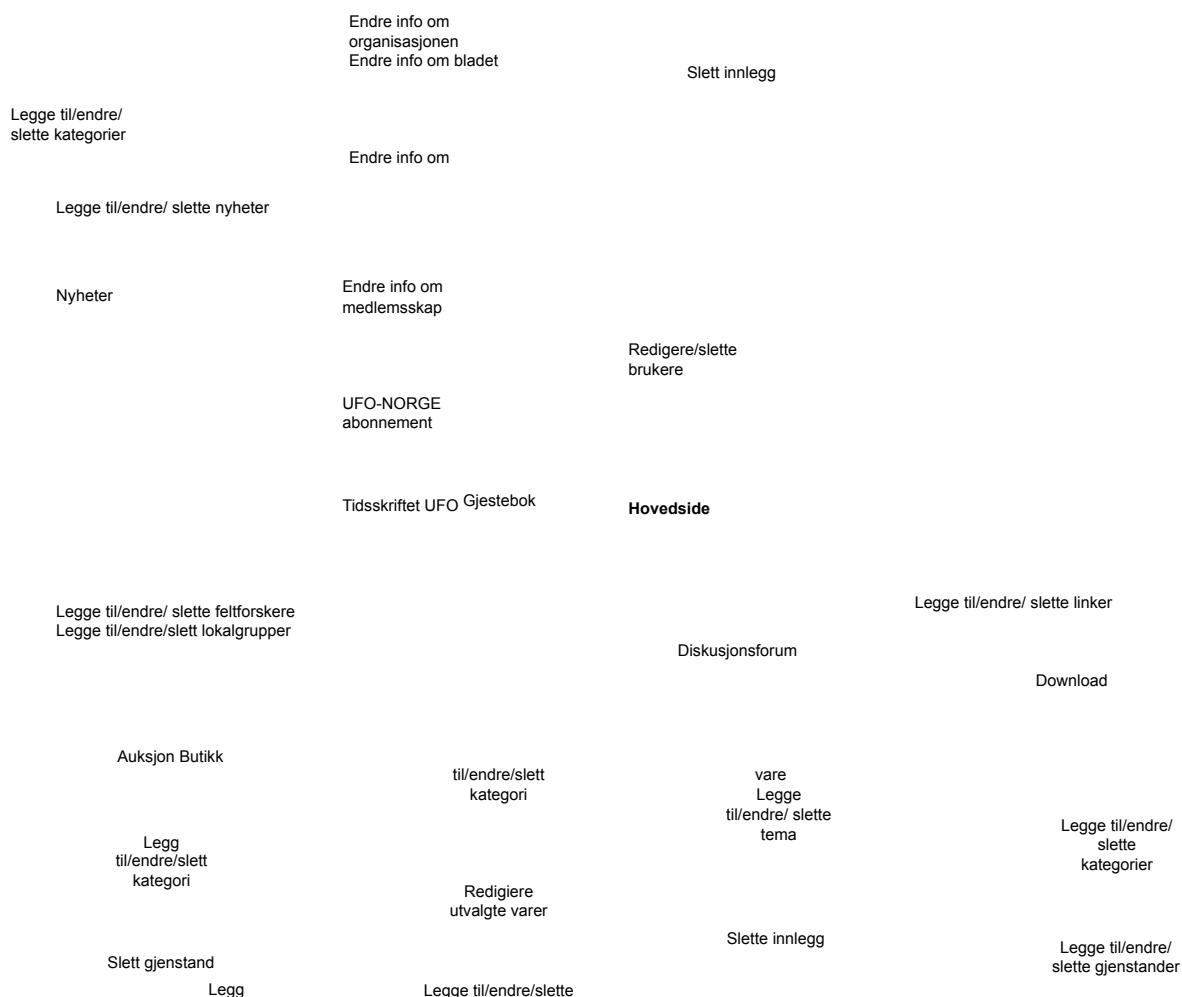 Endre info om
organisasjonen
Endre info om bladet
Slett innlegg
Legge til/endre/
slette kategorier
Endre info om
Legge til/endre/ slette nyheter
Nyheter
Endre info om
medlemsskap
Redigere/slette
brukere
UFO-NORGE
abonnement
Tidsskriftet UFO Gjestebok
Hovedside
Legge til/endre/ slette feltforskere
Legge til/endre/slett lokalgrupper
Legge til/endre/ slette linker
Diskusjonsforum
Download
Auksjon Butikk
til/endre/slett
kategori
vare
Legge
til/endre/ slette
tema
Legge til/endre/
slette
kategorier
Legg
til/endre/slett
kategori
Redigiere
utvalgte varer
Slette innlegg
Legge til/endre/
slette gjenstander
Slett gjenstand
Legg
Legge til/endre/slette